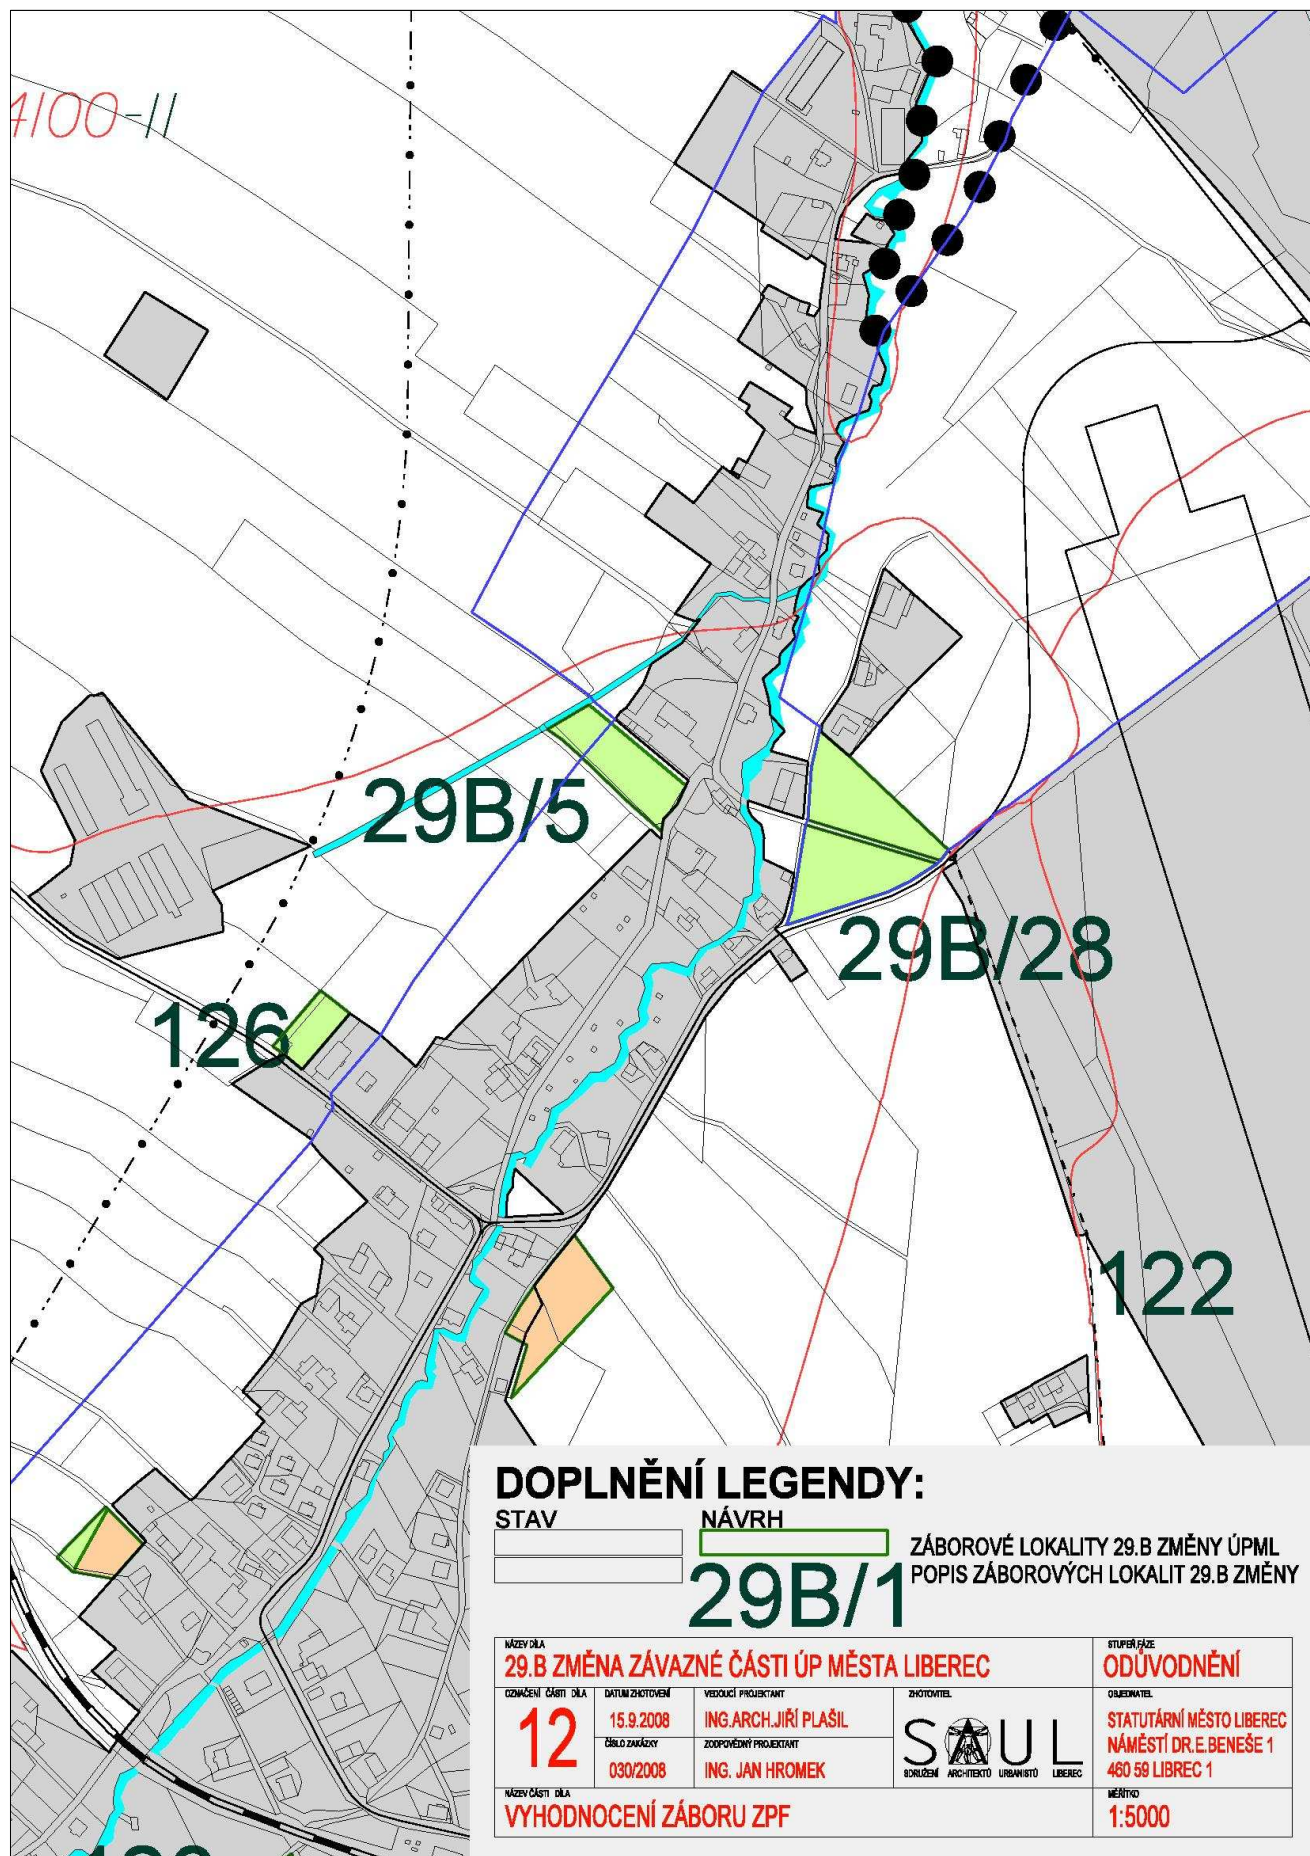 4100-11
29B/5
29B/28
126
122
DOPLNĚNÍ LEGENDY:
STAV
NÁVRH
ZÁBOROVÉ LOKALITY 29.B ZMĚNY ÚPML
29B/1
POPIS ZÁBOROVÝCH LOKALIT 29.B ZMĚNY
NÁZEV DÍLA
29.B ZMĚNA ZÁVAZNÉ ČÁSTI ÚP MĚSTA LIBEREC
STUPEŇ,FÁZE
ODŮVODNĚNÍ
OZNAČENÍ ČÁSTI DÍLA
12
DATUM ZHOTOVENÍ
15.9.2008
ČÍSLO ZAKÁZKY
030/2008
VEDOUCÍ PROJEKTANT
ING.ARCH.JIŘÍ PLAŠIL
ZODPOVĚDNÝ PROJEKTANT
ING. JAN HROMEK
ZHOTOVITEL
SAUL
SDRUŽENÍ ARCHITEKTŮ URBANISTŮ LIBEREC
OBJEDNATEL
STATUTÁRNÍ MĚSTO LIBEREC
NÁMĚSTÍ DR.E.BENEŠE 1
460 59 LIBREC 1
NÁZEV ČÁSTI DÍLA
VYHODNOCENÍ ZÁBORU ZPF
MĚŘÍTKO
1:5000